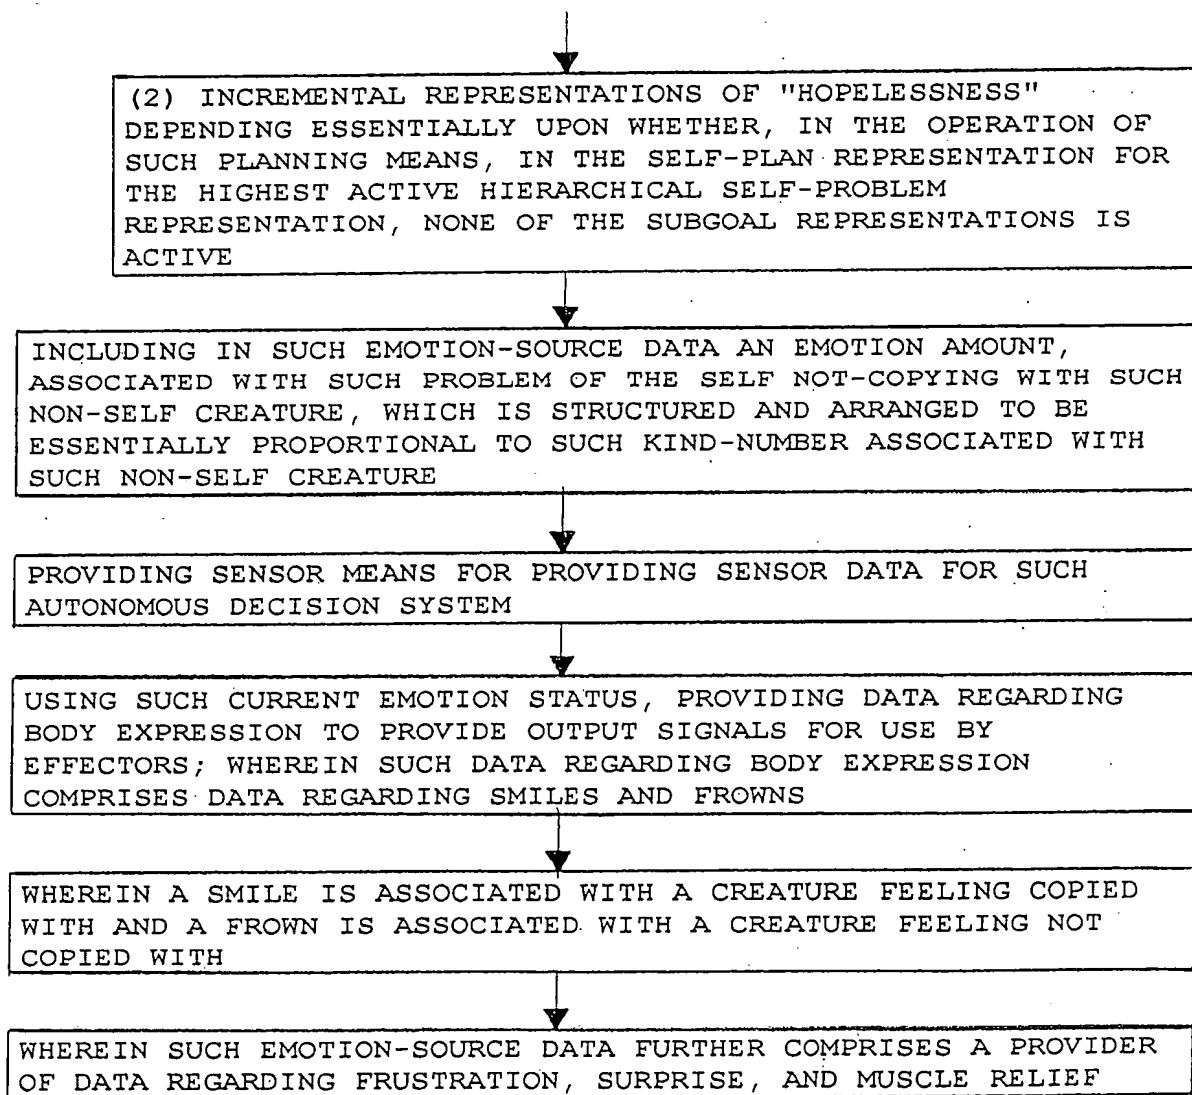 (2) INCREMENTAL REPRESENTATIONS OF "HOPELESSNESS"
DEPENDING ESSENTIALLY UPON WHETHER, IN THE OPERATION OF
SUCH PLANNING MEANS, IN THE SELF-PLAN REPRESENTATION FOR
THE HIGHEST ACTIVE HIERARCHICAL SELF-PROBLEM
REPRESENTATION, NONE OF THE SUBGOAL REPRESENTATIONS IS
ACTIVE
INCLUDING IN SUCH EMOTION-SOURCE DATA AN EMOTION AMOUNT,
ASSOCIATED WITH SUCH PROBLEM OF THE SELF NOT-COPYING WITH SUCH
NON-SELF CREATURE, WHICH IS STRUCTURED AND ARRANGED TO BE
ESSENTIALLY PROPORTIONAL TO SUCH KIND-NUMBER ASSOCIATED WITH
SUCH NON-SELF CREATURE
PROVIDING SENSOR MEANS FOR PROVIDING SENSOR DATA FOR SUCH
AUTONOMOUS DECISION SYSTEM
USING SUCH CURRENT EMOTION STATUS, PROVIDING DATA REGARDING
BODY EXPRESSION TO PROVIDE OUTPUT SIGNALS FOR USE BY
EFFECTORS; WHEREIN SUCH DATA REGARDING BODY EXPRESSION
COMPRISES DATA REGARDING SMILES AND FROWNS
WHEREIN A SMILE IS ASSOCIATED WITH A CREATURE FEELING COPIED
WITH AND A FROWN IS ASSOCIATED WITH A CREATURE FEELING NOT
COPIED WITH
WHEREIN SUCH EMOTION-SOURCE DATA FURTHER COMPRISES A PROVIDER
OF DATA REGARDING FRUSTRATION, SURPRISE, AND MUSCLE RELIEF